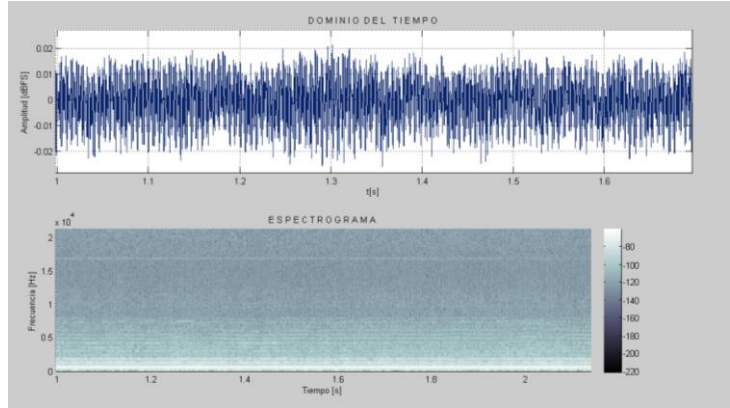 DOMINIO DEL TIEMPO
Amplitud [dBFS]
0.02
0.01
0
-0.01
-0.02
1 1.1 1.2 1.3 1.4 1.5 1.6
t[s]
ESPECTROGRAMA
x 10^4
Frecuencia [Hz]
2
1.5
1
0.5
0
1 1.2 1.4 1.6 1.8 2
Tiempo [s]
-80
-100
-120
-140
-160
-180
-200
-220